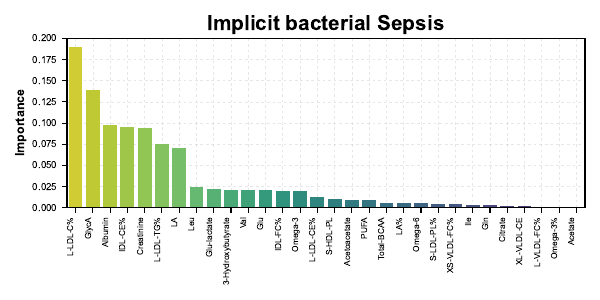 Implicit bacterial Sepsis
Importance
0.200
0.175
0.150
0.125
0.100
0.075
0.050
0.025
0.000
L-LDL-C%
GlycA
Albumin
IDL-CE%
Creatinine
L-LDL-TG%
LA
Leu
Glu-lactate
3-Hydroxybutyrate
Val
Glu
IDL-FC%
Omega-3
L-LDL-CE%
S-HDL-PL
Acetoacetate
PUFA
Total-BCAA
LA%
Omega-6
S-LDL-PL%
XS-VLDL-FC%
Ile
Gln
Citrate
XL-VLDL-CE
L-VLDL-FC%
Omega-3%
Acetate